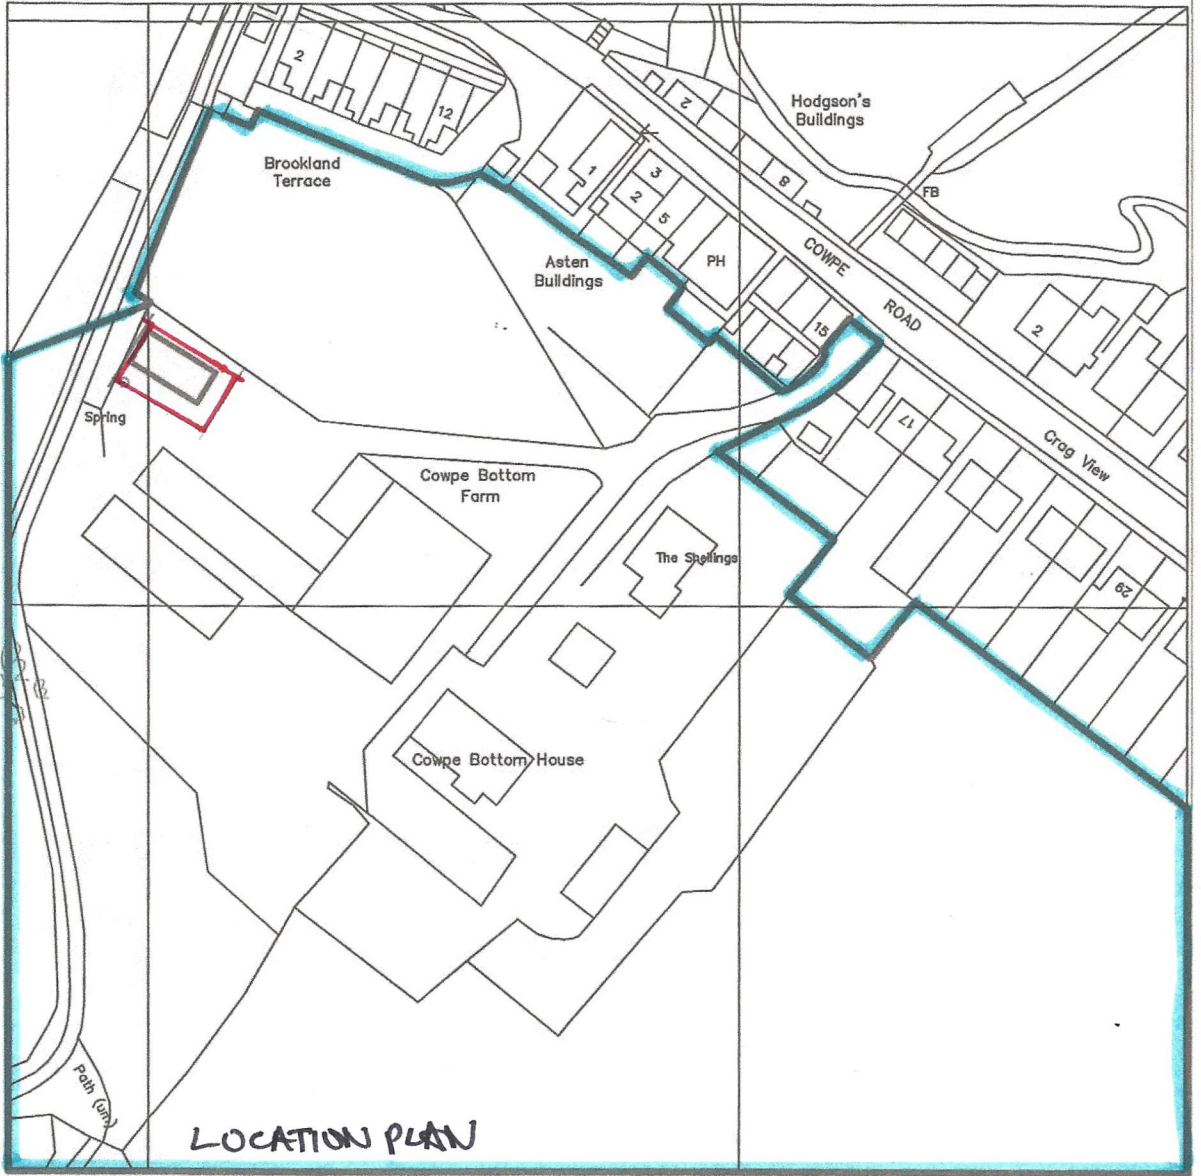 2
12
Hodgson's
Buildings
2
Brookland
Terrace
1
3
2
5
8
FB
Asten
Buildings
PH
COWPE
ROAD
15
2
Spring
17
Crag View
Cowpe Bottom
Farm
The Shellings
29
Cowpe Bottom House
Path (um)
LOCATION PLAN